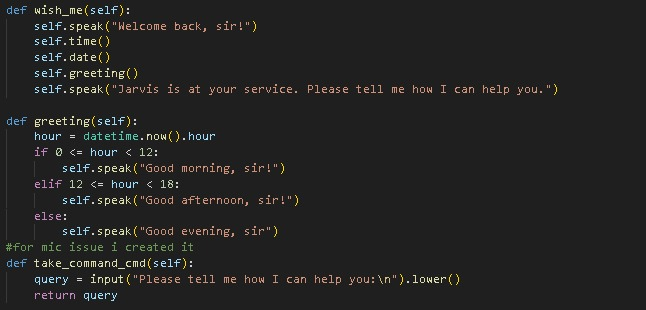 def wish_me(self):
    self.speak("Welcome back, sir!")
    self.time()
    self.date()
    self.greeting()
    self.speak("Jarvis is at your service. Please tell me how I can help you.")

def greeting(self):
    hour = datetime.now().hour
    if 0 <= hour < 12:
        self.speak("Good morning, sir!")
    elif 12 <= hour < 18:
        self.speak("Good afternoon, sir!")
    else:
        self.speak("Good evening, sir")
#for mic issue i created it
def take_command_cmd(self):
    query = input("Please tell me how I can help you:\n").lower()
    return query